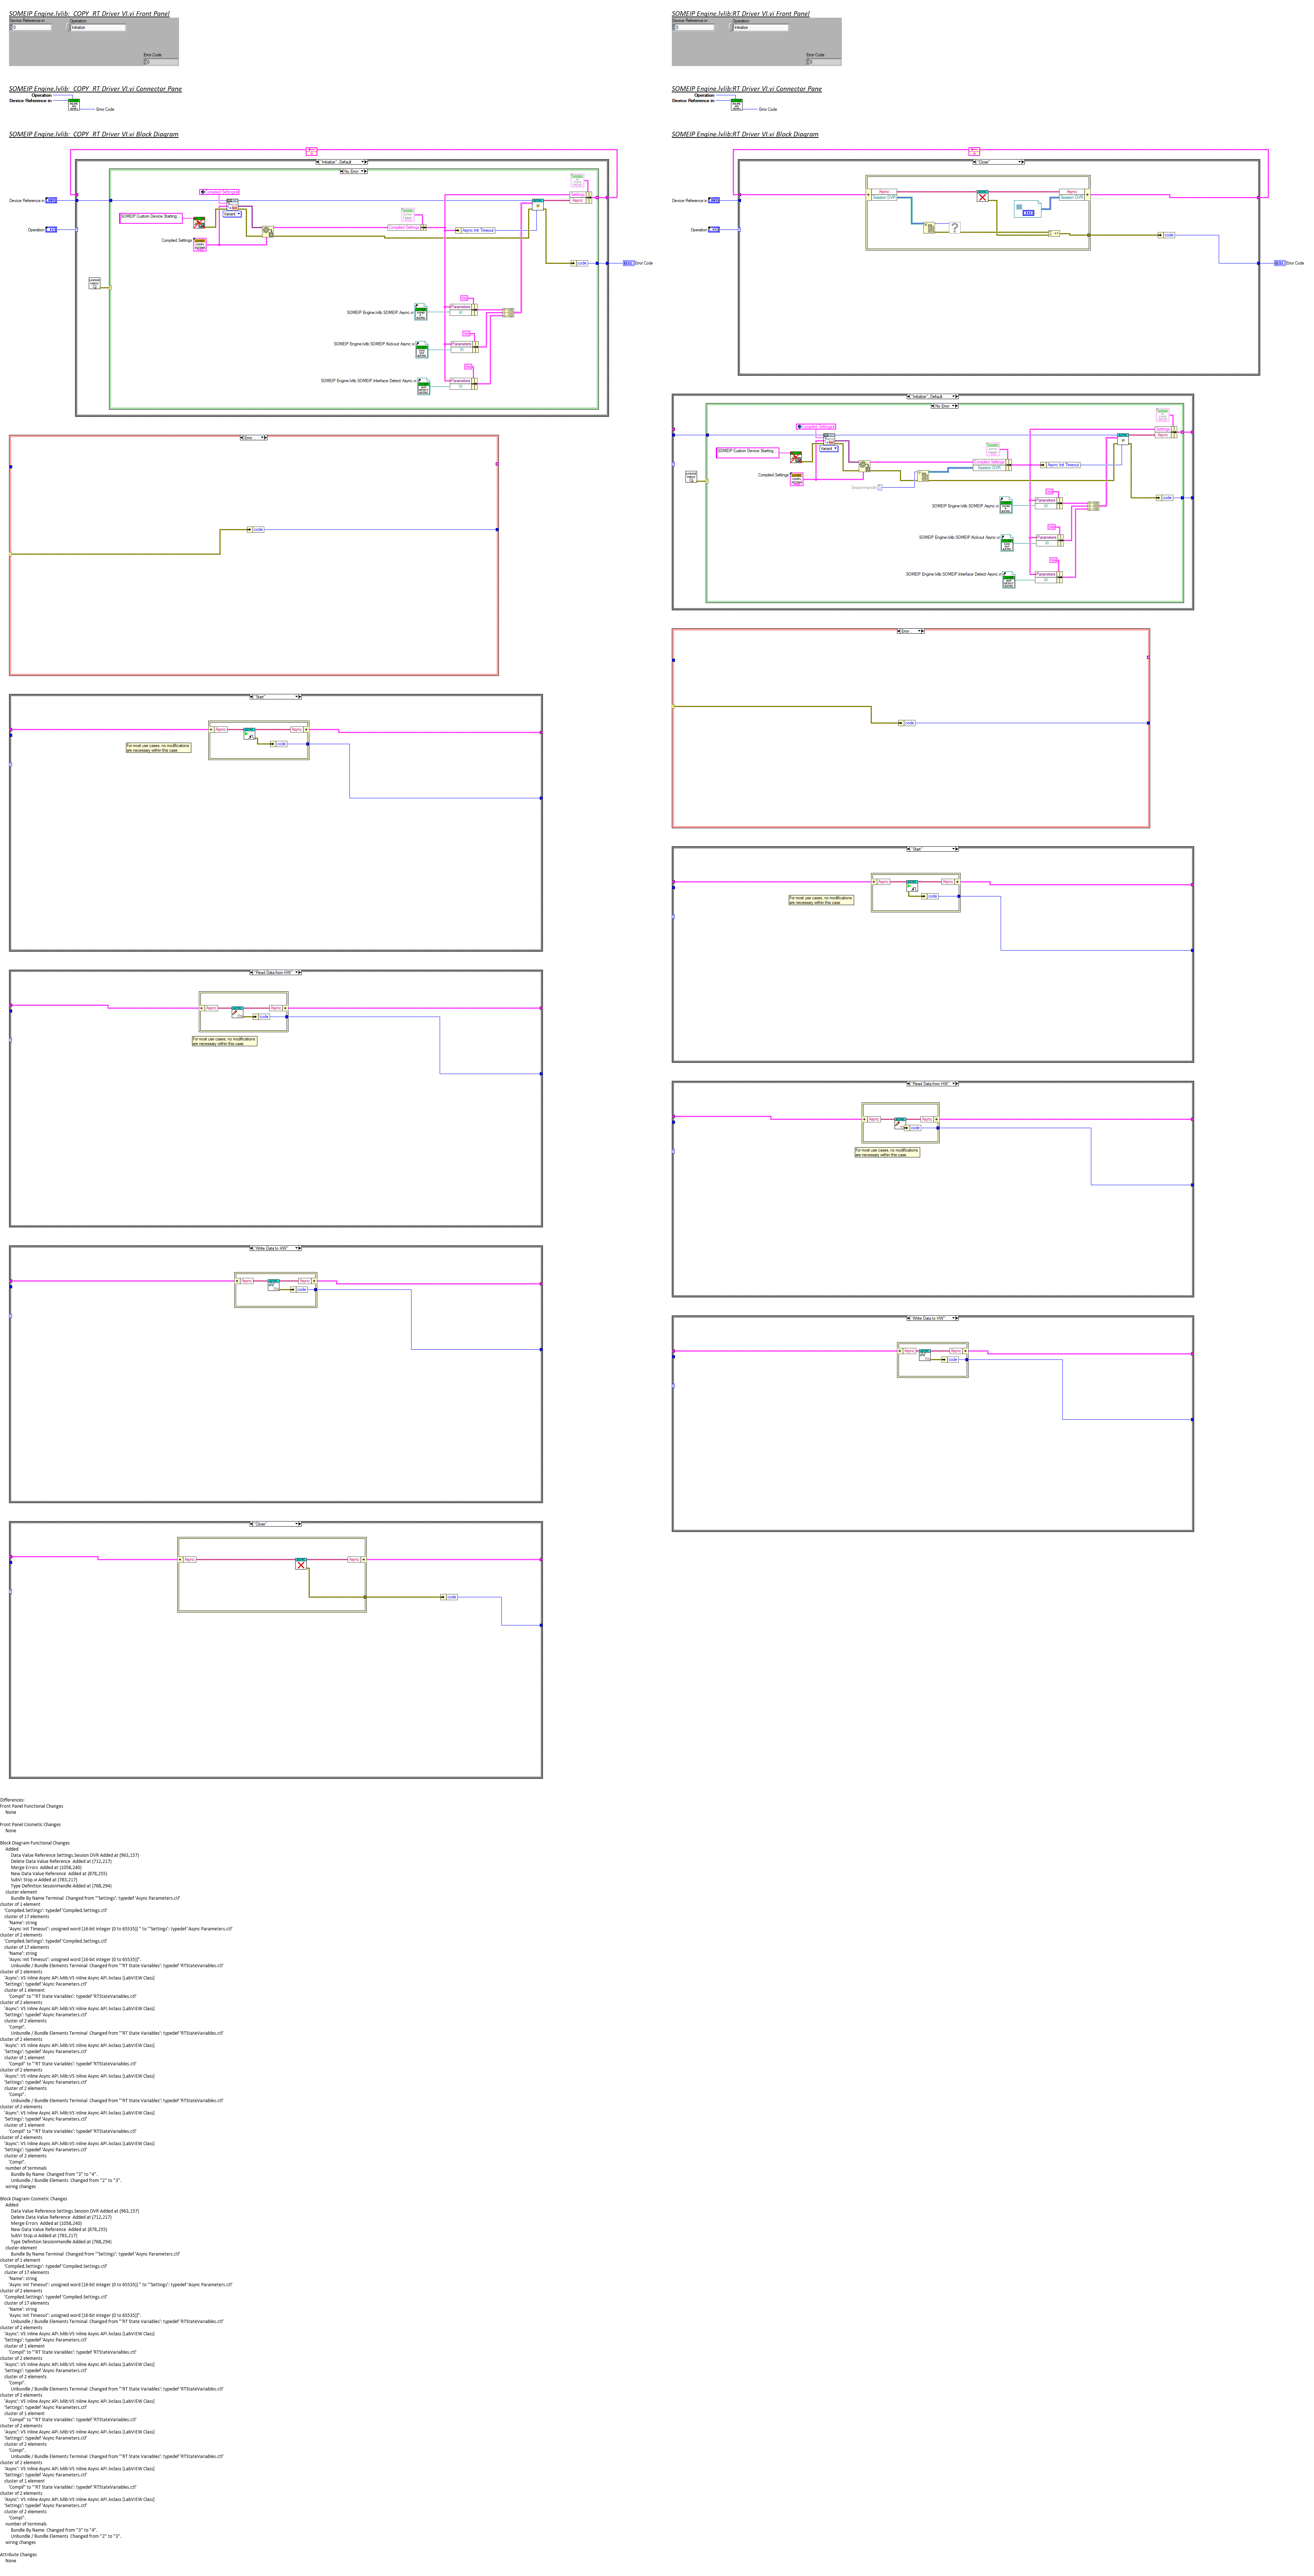 SOMEIP Engine.lvlib:_COPY_RT Driver VI.vi Front Panel
Device Reference in
Operation
0
Initialize
Error Code
0
SOMEIP Engine.lvlib:_COPY_RT Driver VI.vi Connector Pane
Operation
Device Reference in
Error Code
SOMEIP Engine.lvlib:_COPY_RT Driver VI.vi Block Diagram
"Initialize", Default
No Error
Compiled.Settings
Device Reference in
SOMEIP Custom Device Starting...
Variant
Settings
Async
Compiled.Settings
Async Init Timeout
Operation
Compiled.Settings
code
Error Code
Parameters
VI
SOMEIP Engine.lvlib:SOMEIP Async.vi
Parameters
VI
SOMEIP Engine.lvlib:SOMEIP Kickout Async.vi
Parameters
VI
SOMEIP Engine.lvlib:SOMEIP Interface Detect Async.vi
Error
code
"Start"
Async
Async
code
For most use cases, no modifications
are necessary within this case
"Read Data from HW"
Async
Async
code
For most use cases, no modifications
are necessary within this case
"Write Data to HW"
Async
Async
code
"Close"
Async
Async
code
SOMEIP Engine.lvlib:RT Driver VI.vi Front Panel
Device Reference in
Operation
0
Initialize
Error Code
0
SOMEIP Engine.lvlib:RT Driver VI.vi Connector Pane
Operation
Device Reference in
Error Code
SOMEIP Engine.lvlib:RT Driver VI.vi Block Diagram
"Close"
Async
Session DVR
Async
Session DVR
Device Reference in
Operation
code
Error Code
"Initialize", Default
No Error
Compiled.Settings
SOMEIP Custom Device Starting...
Variant
Settings
Async
Compiled.Settings
Session DVR
Async Init Timeout
Compiled.Settings
SessionHandle
code
Parameters
VI
SOMEIP Engine.lvlib:SOMEIP Async.vi
Parameters
VI
SOMEIP Engine.lvlib:SOMEIP Kickout Async.vi
Parameters
VI
SOMEIP Engine.lvlib:SOMEIP Interface Detect Async.vi
Error
code
"Start"
Async
Async
code
For most use cases, no modifications
are necessary within this case
"Read Data from HW"
Async
Async
code
For most use cases, no modifications
are necessary within this case
"Write Data to HW"
Async
Async
code
Differences:
Front Panel Functional Changes
None
Front Panel Cosmetic Changes
None
Block Diagram Functional Changes
Added
Data Value Reference Settings.Session DVR Added at (963,157)
Delete Data Value Reference Added at (712,217)
Merge Errors Added at (1058,240)
New Data Value Reference Added at (878,255)
SubVI Stop.vi Added at (783,217)
Type Definition SessionHandle Added at (768,294)
cluster element
Bundle By Name Terminal Changed from "'Settings': typedef 'Async Parameters.ctl'
cluster of 1 element
'Compiled.Settings': typedef 'Compiled.Settings.ctl'
cluster of 17 elements
'Name': string
'Async Init Timeout': unsigned word [16-bit integer (0 to 65535)] " to "'Settings': typedef 'Async Parameters.ctl'
cluster of 2 elements
'Compiled.Settings': typedef 'Compiled.Settings.ctl'
cluster of 17 elements
'Name': string
'Async Init Timeout': unsigned word [16-bit integer (0 to 65535)]".
Unbundle / Bundle Elements Terminal Changed from "'RT State Variables': typedef 'RTStateVariables.ctl'
cluster of 2 elements
'Async': VS Inline Async API.lvlib:VS Inline Async API.lvclass [LabVIEW Class]
'Settings': typedef 'Async Parameters.ctl'
cluster of 1 element
'Compil" to "'RT State Variables': typedef 'RTStateVariables.ctl'
cluster of 2 elements
'Async': VS Inline Async API.lvlib:VS Inline Async API.lvclass [LabVIEW Class]
'Settings': typedef 'Async Parameters.ctl'
cluster of 2 elements
'Compi".
Unbundle / Bundle Elements Terminal Changed from "'RT State Variables': typedef 'RTStateVariables.ctl'
cluster of 2 elements
'Async': VS Inline Async API.lvlib:VS Inline Async API.lvclass [LabVIEW Class]
'Settings': typedef 'Async Parameters.ctl'
cluster of 1 element
'Compil" to "'RT State Variables': typedef 'RTStateVariables.ctl'
cluster of 2 elements
'Async': VS Inline Async API.lvlib:VS Inline Async API.lvclass [LabVIEW Class]
'Settings': typedef 'Async Parameters.ctl'
cluster of 2 elements
'Compi".
Unbundle / Bundle Elements Terminal Changed from "'RT State Variables': typedef 'RTStateVariables.ctl'
cluster of 2 elements
'Async': VS Inline Async API.lvlib:VS Inline Async API.lvclass [LabVIEW Class]
'Settings': typedef 'Async Parameters.ctl'
cluster of 1 element
'Compil" to "'RT State Variables': typedef 'RTStateVariables.ctl'
cluster of 2 elements
'Async': VS Inline Async API.lvlib:VS Inline Async API.lvclass [LabVIEW Class]
'Settings': typedef 'Async Parameters.ctl'
cluster of 2 elements
'Compi".
number of terminals
Bundle By Name Changed from "3" to "4".
Unbundle / Bundle Elements Changed from "2" to "3".
wiring changes
Block Diagram Cosmetic Changes
Added
Data Value Reference Settings.Session DVR Added at (963,157)
Delete Data Value Reference Added at (712,217)
Merge Errors Added at (1058,240)
New Data Value Reference Added at (878,255)
SubVI Stop.vi Added at (783,217)
Type Definition SessionHandle Added at (768,294)
cluster element
Bundle By Name Terminal Changed from "'Settings': typedef 'Async Parameters.ctl'
cluster of 1 element
'Compiled.Settings': typedef 'Compiled.Settings.ctl'
cluster of 17 elements
'Name': string
'Async Init Timeout': unsigned word [16-bit integer (0 to 65535)] " to "'Settings': typedef 'Async Parameters.ctl'
cluster of 2 elements
'Compiled.Settings': typedef 'Compiled.Settings.ctl'
cluster of 17 elements
'Name': string
'Async Init Timeout': unsigned word [16-bit integer (0 to 65535)]".
Unbundle / Bundle Elements Terminal Changed from "'RT State Variables': typedef 'RTStateVariables.ctl'
cluster of 2 elements
'Async': VS Inline Async API.lvlib:VS Inline Async API.lvclass [LabVIEW Class]
'Settings': typedef 'Async Parameters.ctl'
cluster of 1 element
'Compil" to "'RT State Variables': typedef 'RTStateVariables.ctl'
cluster of 2 elements
'Async': VS Inline Async API.lvlib:VS Inline Async API.lvclass [LabVIEW Class]
'Settings': typedef 'Async Parameters.ctl'
cluster of 2 elements
'Compi".
Unbundle / Bundle Elements Terminal Changed from "'RT State Variables': typedef 'RTStateVariables.ctl'
cluster of 2 elements
'Async': VS Inline Async API.lvlib:VS Inline Async API.lvclass [LabVIEW Class]
'Settings': typedef 'Async Parameters.ctl'
cluster of 1 element
'Compil" to "'RT State Variables': typedef 'RTStateVariables.ctl'
cluster of 2 elements
'Async': VS Inline Async API.lvlib:VS Inline Async API.lvclass [LabVIEW Class]
'Settings': typedef 'Async Parameters.ctl'
cluster of 2 elements
'Compi".
Unbundle / Bundle Elements Terminal Changed from "'RT State Variables': typedef 'RTStateVariables.ctl'
cluster of 2 elements
'Async': VS Inline Async API.lvlib:VS Inline Async API.lvclass [LabVIEW Class]
'Settings': typedef 'Async Parameters.ctl'
cluster of 1 element
'Compil" to "'RT State Variables': typedef 'RTStateVariables.ctl'
cluster of 2 elements
'Async': VS Inline Async API.lvlib:VS Inline Async API.lvclass [LabVIEW Class]
'Settings': typedef 'Async Parameters.ctl'
cluster of 2 elements
'Compi".
number of terminals
Bundle By Name Changed from "3" to "4".
Unbundle / Bundle Elements Changed from "2" to "3".
wiring changes
Attribute Changes
None